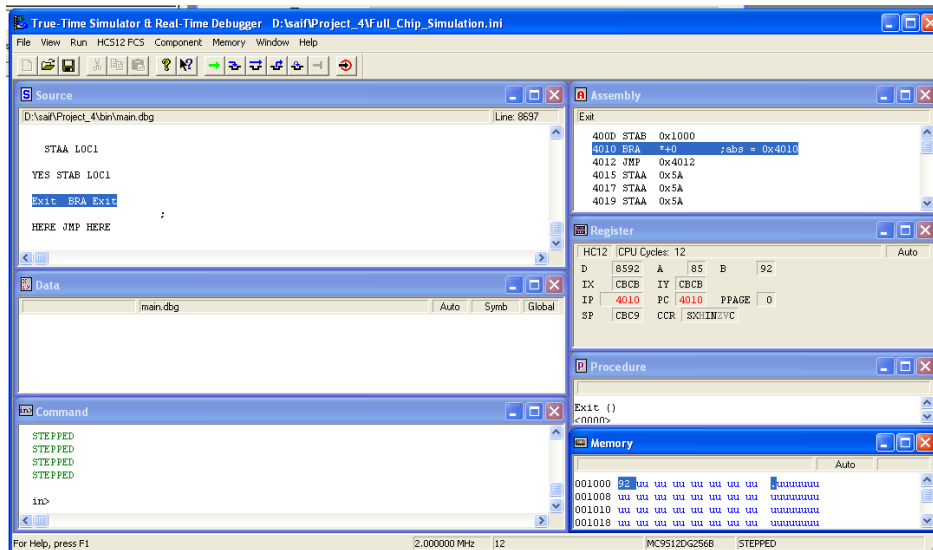 True-Time Simulator & Real-Time Debugger D:\saif\Project_4\Full_Chip_Simulation.ini
File View Run HCS12 FCS Component Memory Window Help
Source
D:\saif\Project_4\bin\main.dbg Line: 8697
STAA LOC1
YES STAB LOC1
Exit BRA Exit
;
HERE JMP HERE
Assembly
Exit
400D STAB 0x1000
4010 BRA *+0 ;abs = 0x4010
4012 JMP 0x4012
4015 STAA 0x5A
4017 STAA 0x5A
4019 STAA 0x5A
Register
HC12 CPU Cycles: 12 Auto
D 8592 A 85 B 92
IX CBCB IY CBCB
IP 4010 PC 4010 PPAGE 0
SP CBC9 CCR SXHINZVC
Data
main.dbg Auto Symb Global
Procedure
Exit ()
<0000>
Command
STEPPED
STEPPED
STEPPED
STEPPED
in>
Memory
Auto
001000 92 uu uu uu uu uu uu uu .uuuuuuu
001008 uu uu uu uu uu uu uu uu uuuuuuuu
001010 uu uu uu uu uu uu uu uu uuuuuuuu
001018 uu uu uu uu uu uu uu uu uuuuuuuu
For Help, press F1 2.000000 MHz 12 MC9S12DG256B STEPPED